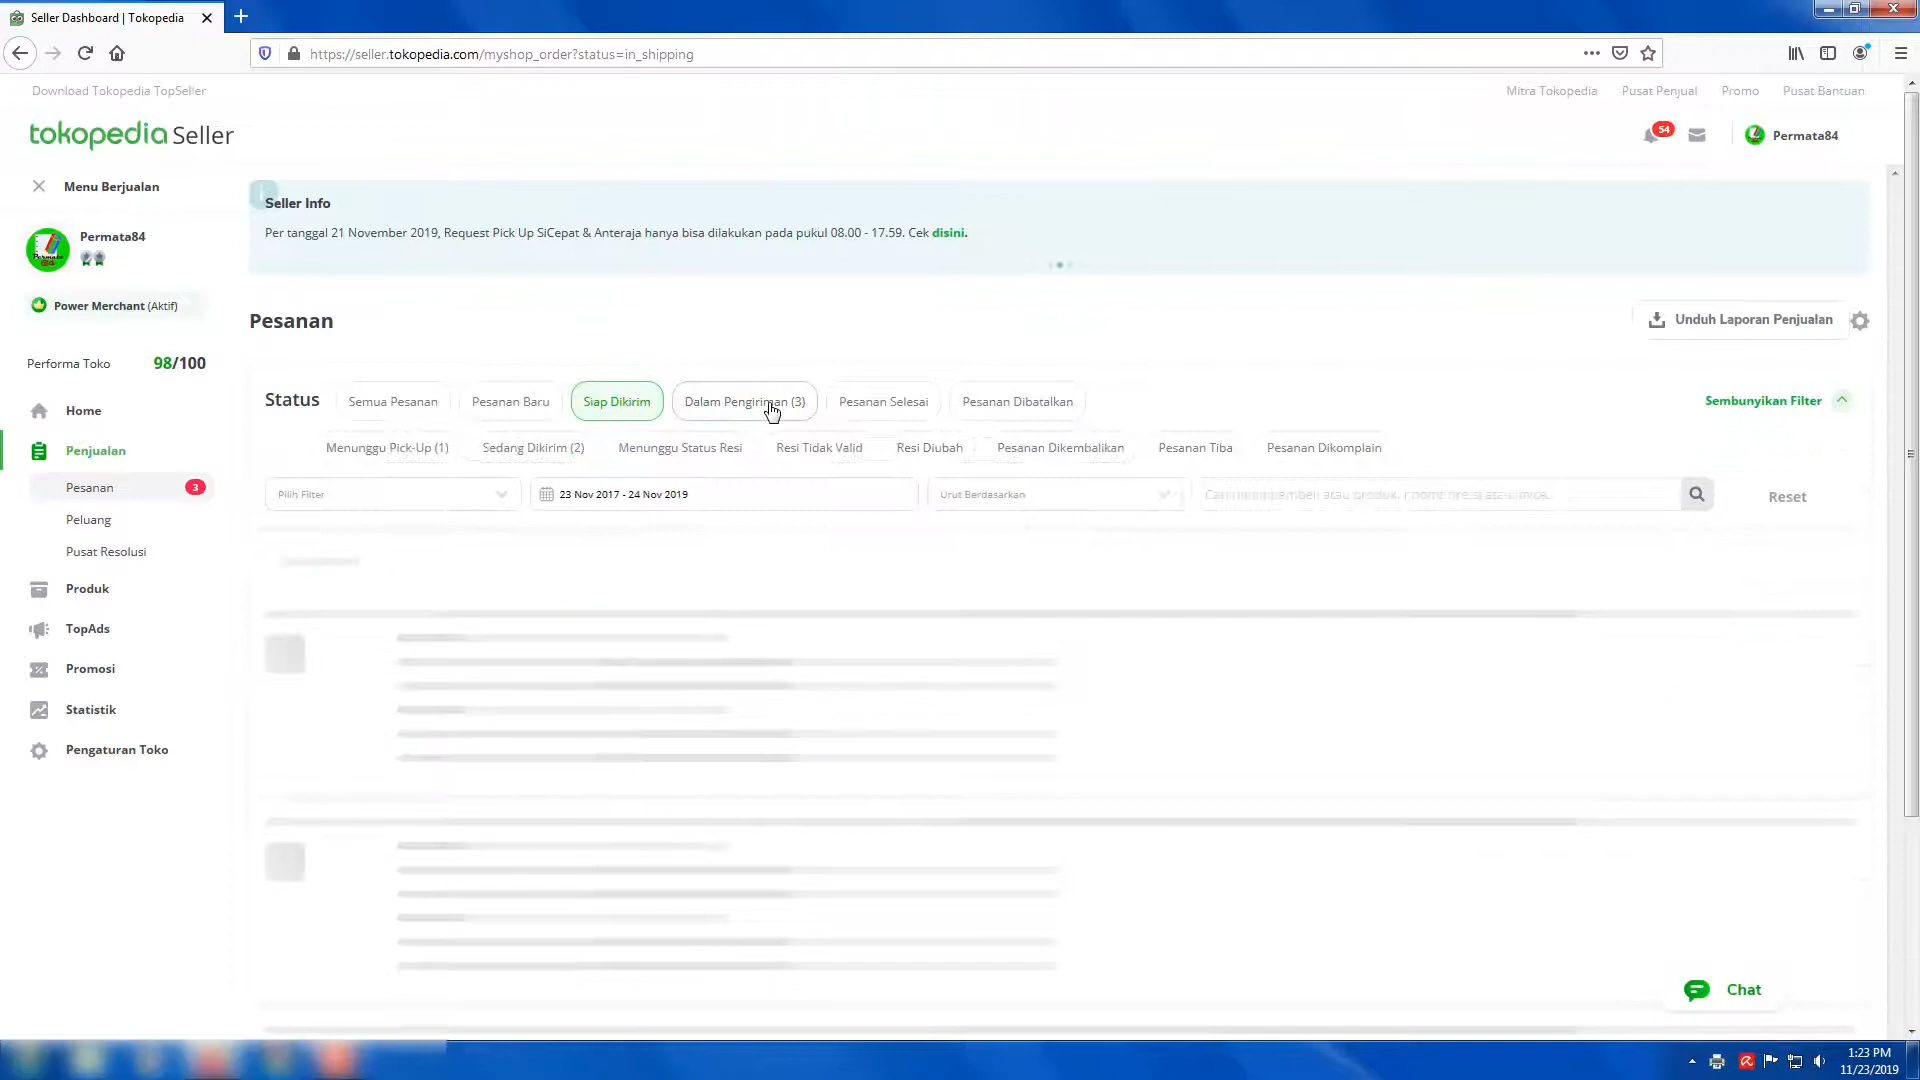 Seller Dashboard | Tokopedia
https://seller.tokopedia.com/myshop_order?status=in_shipping
Download Tokopedia TopSeller
Mitra Tokopedia
Pusat Penjual
Promo
Pusat Bantuan
tokopedia Seller
54
Permata84
Menu Berjualan
Permata84
Power Merchant (Aktif)
Performa Toko 98/100
Home
Penjualan
Pesanan 3
Peluang
Pusat Resolusi
Produk
TopAds
Promosi
Statistik
Pengaturan Toko
Seller Info
Per tanggal 21 November 2019, Request Pick Up SiCepat & Anteraja hanya bisa dilakukan pada pukul 08.00 - 17.59. Cek disini.
Pesanan
Unduh Laporan Penjualan
Status
Semua Pesanan
Pesanan Baru
Siap Dikirim
Dalam Pengiriman (3)
Pesanan Selesai
Pesanan Dibatalkan
Sembunyikan Filter
Menunggu Pick-Up (1)
Sedang Dikirim (2)
Menunggu Status Resi
Resi Tidak Valid
Resi Diubah
Pesanan Dikembalikan
Pesanan Tiba
Pesanan Dikomplain
Pilih Filter
23 Nov 2017 - 24 Nov 2019
Urut Berdasarkan
Reset
Chat
1:23 PM
11/23/2019